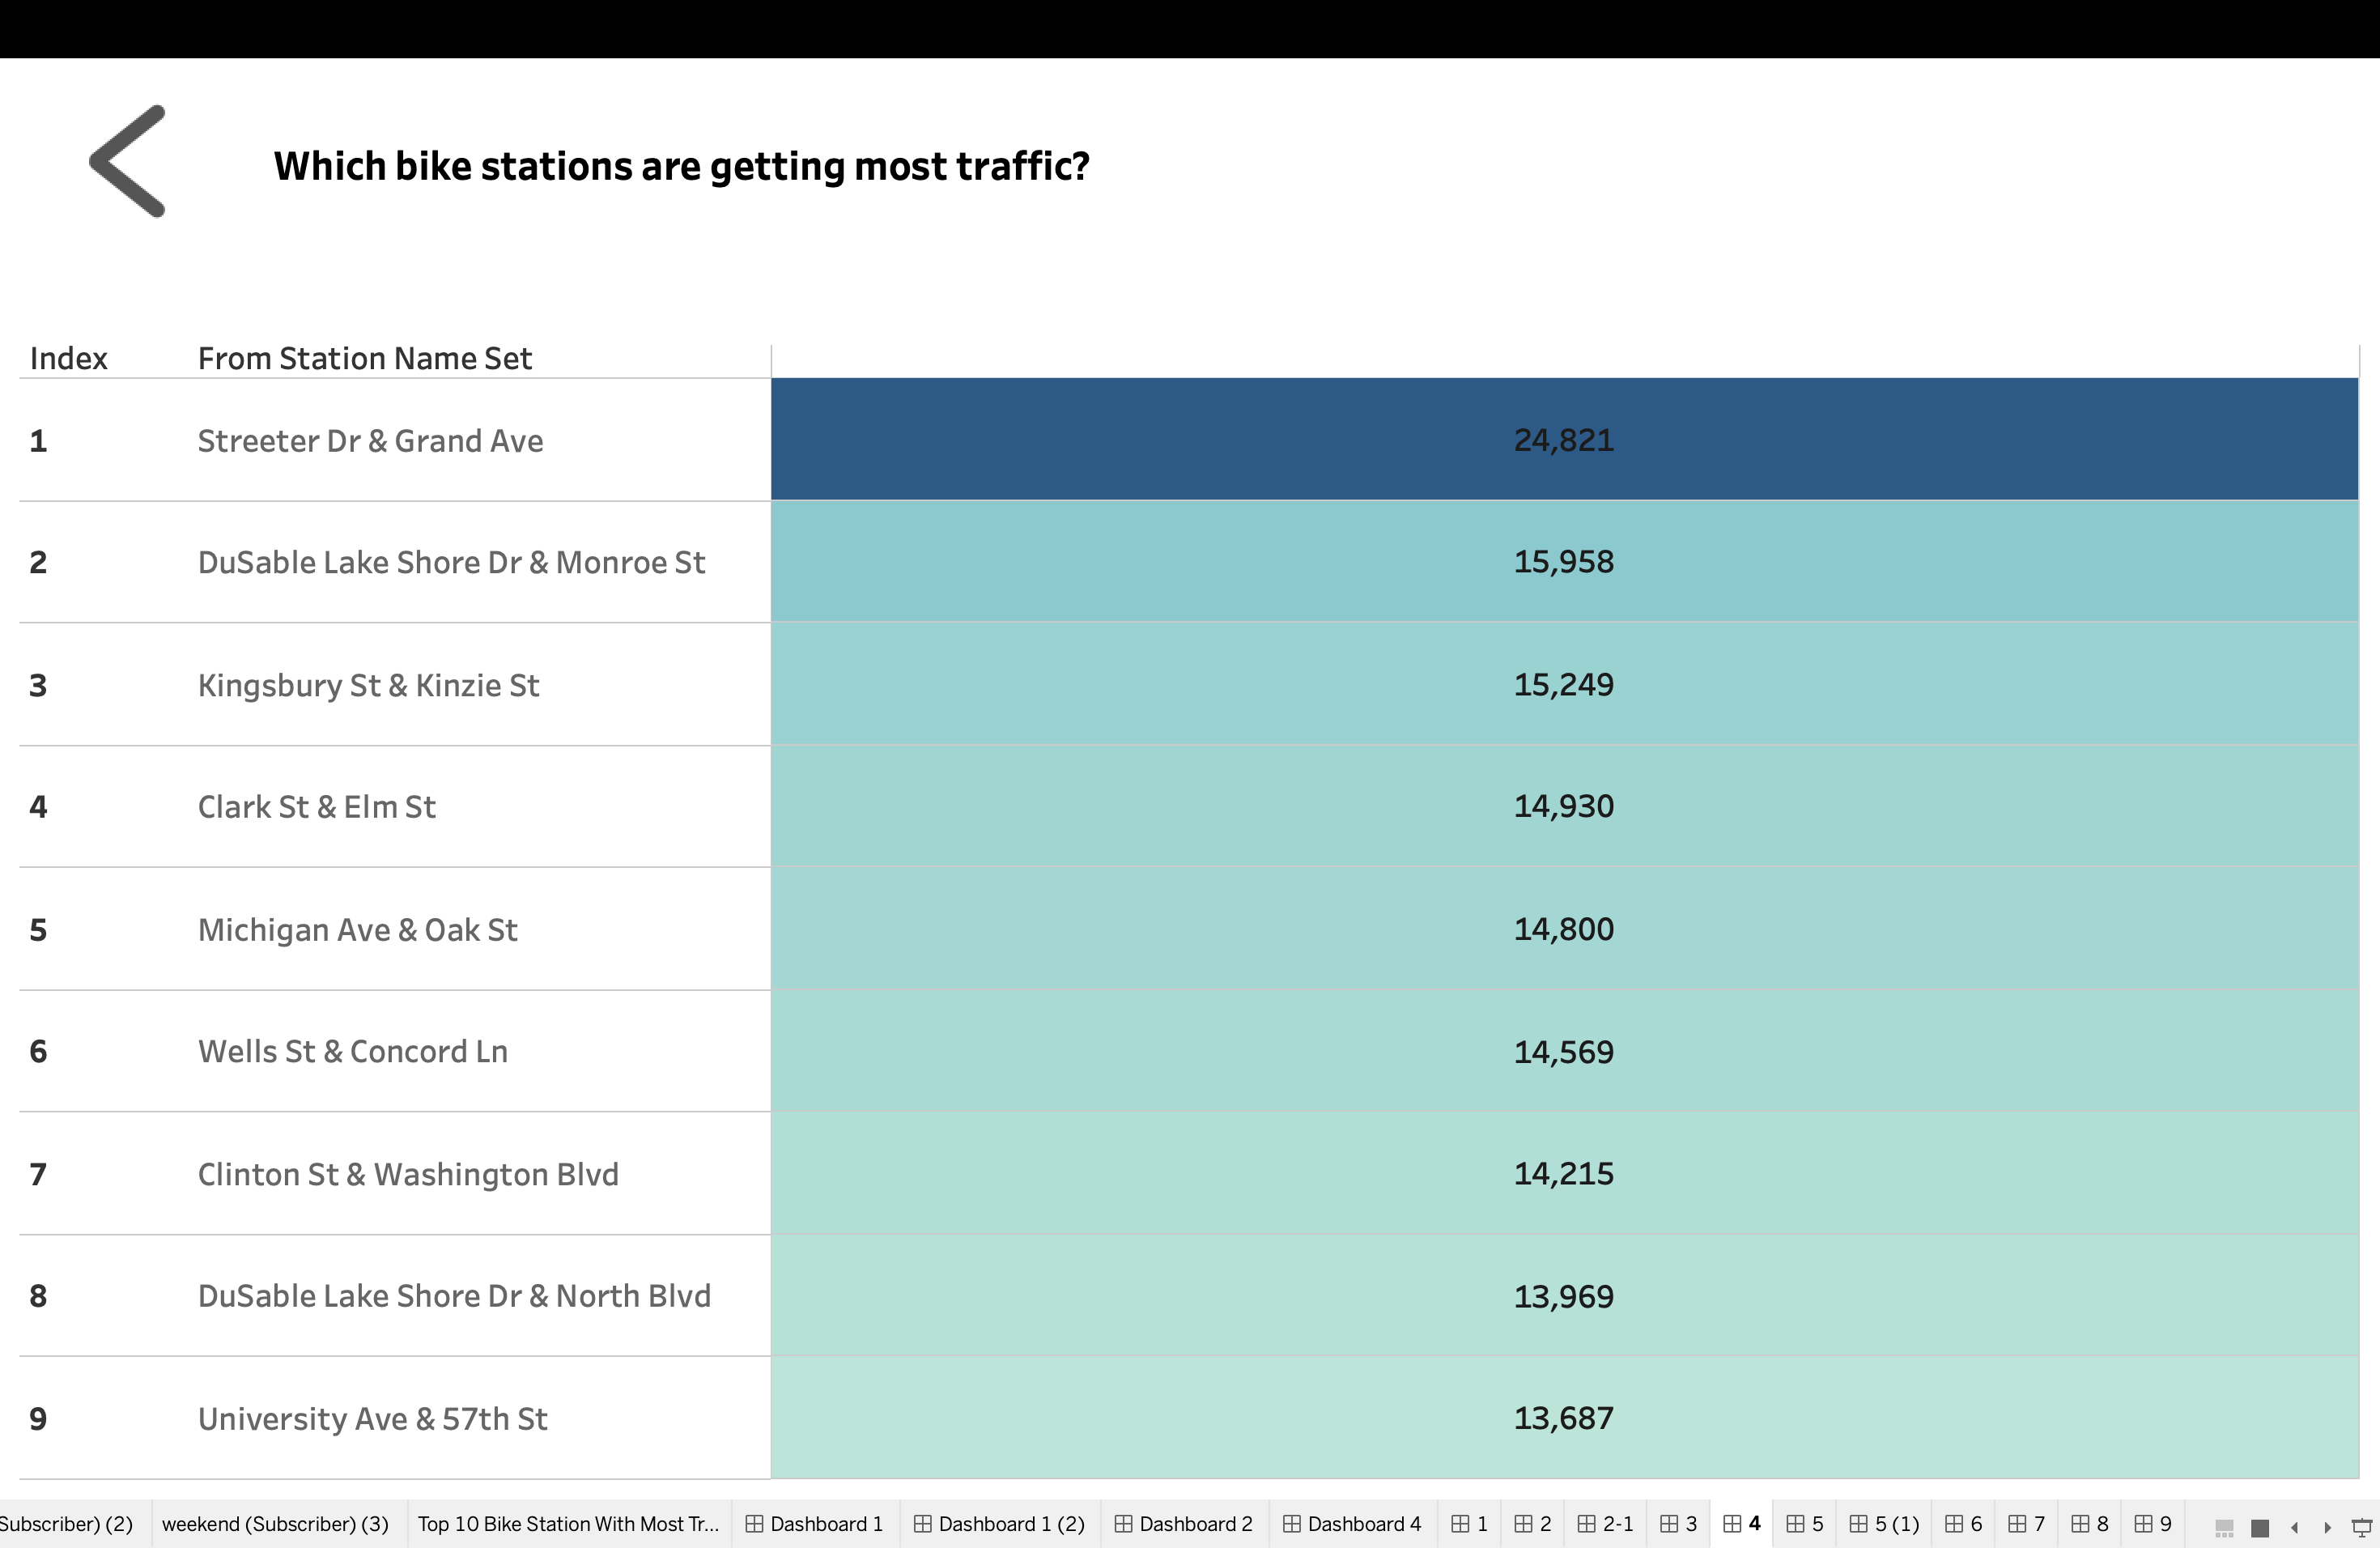 Which bike stations are getting most traffic?
Index From Station Name Set
1 Streeter Dr & Grand Ave 24,821
2 DuSable Lake Shore Dr & Monroe St 15,958
3 Kingsbury St & Kinzie St 15,249
4 Clark St & Elm St 14,930
5 Michigan Ave & Oak St 14,800
6 Wells St & Concord Ln 14,569
7 Clinton St & Washington Blvd 14,215
8 DuSable Lake Shore Dr & North Blvd 13,969
9 University Ave & 57th St 13,687
Subscriber) (2) weekend (Subscriber) (3) Top 10 Bike Station With Most Tr... Dashboard 1 Dashboard 1 (2) Dashboard 2 Dashboard 4 1 2 2-1 3 4 5 5 (1) 6 7 8 9